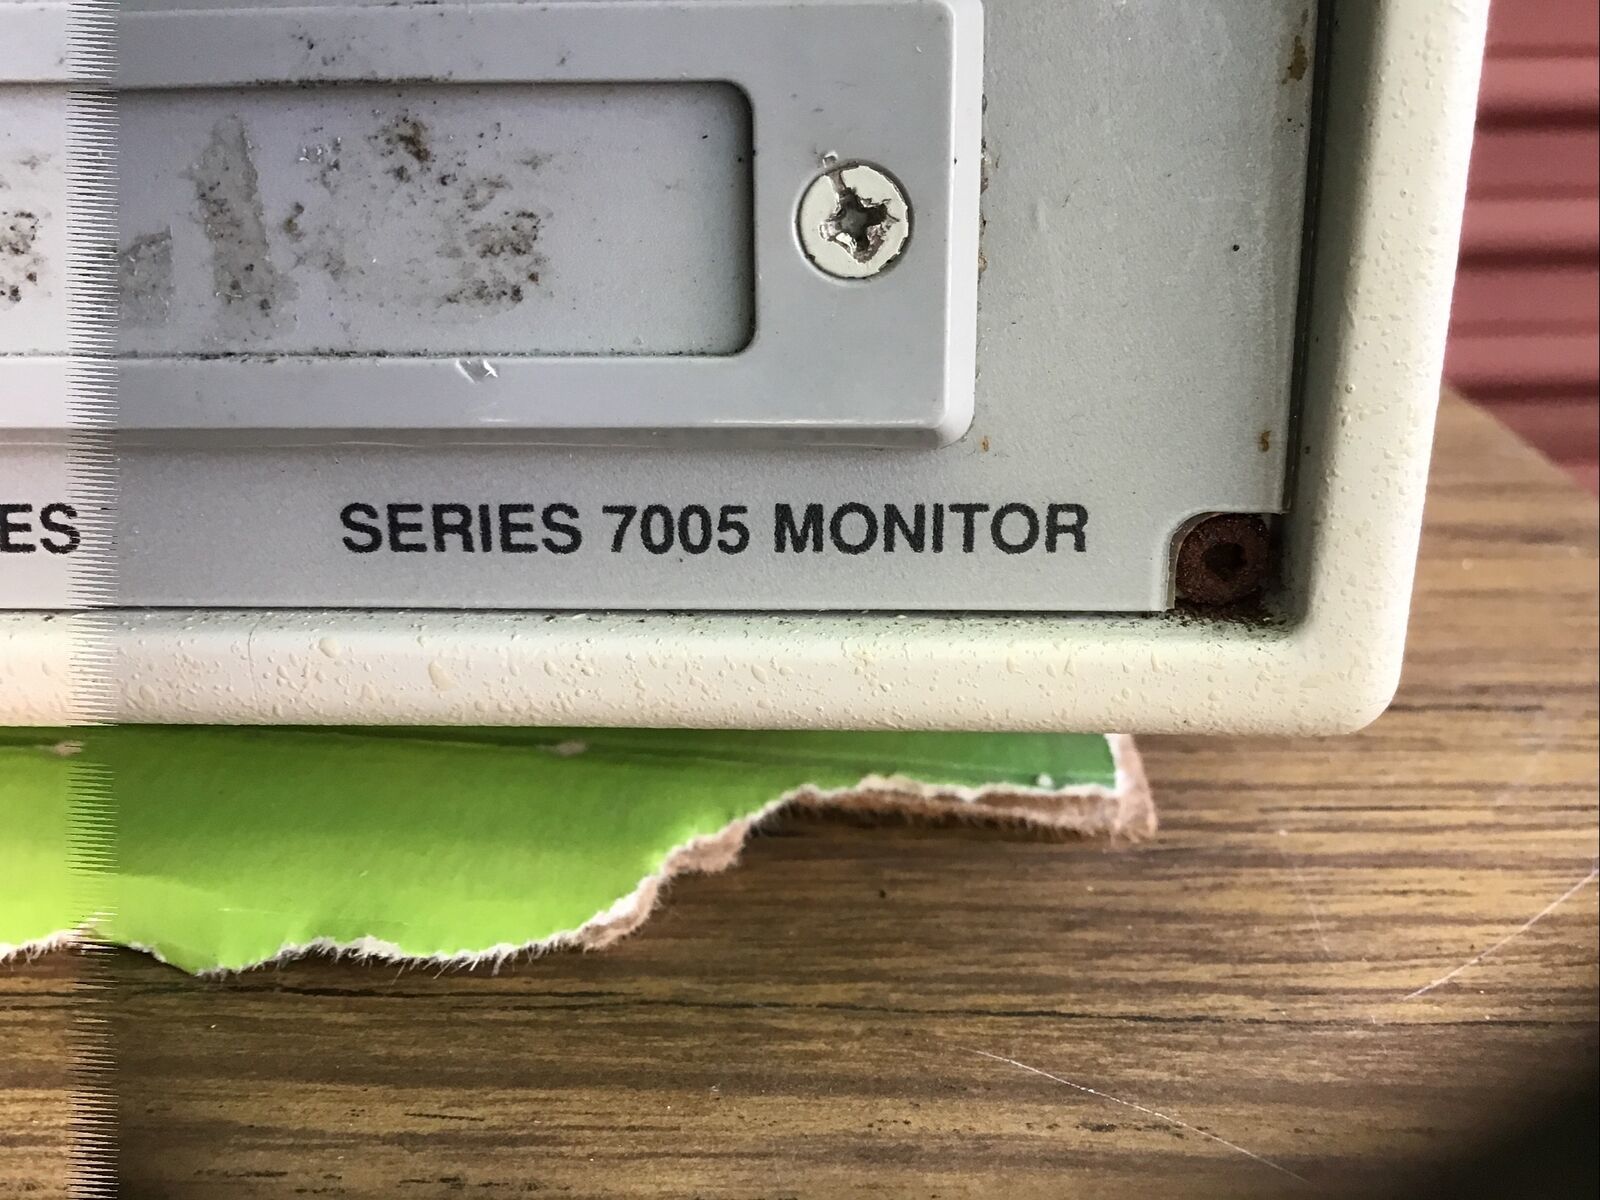 ES SERIES 7005 MONITOR